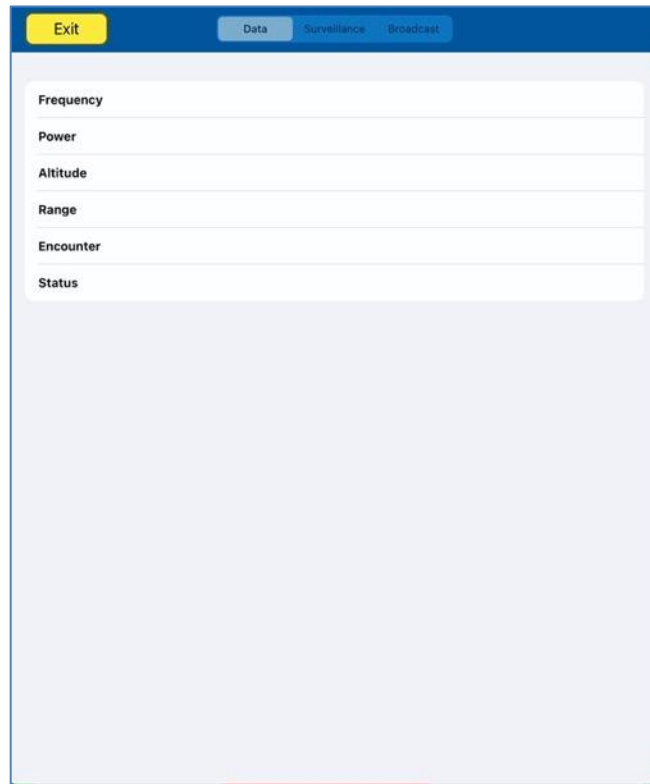 Exit Data Surveillance Broadcast
Frequency
Power
Altitude
Range
Encounter
Status